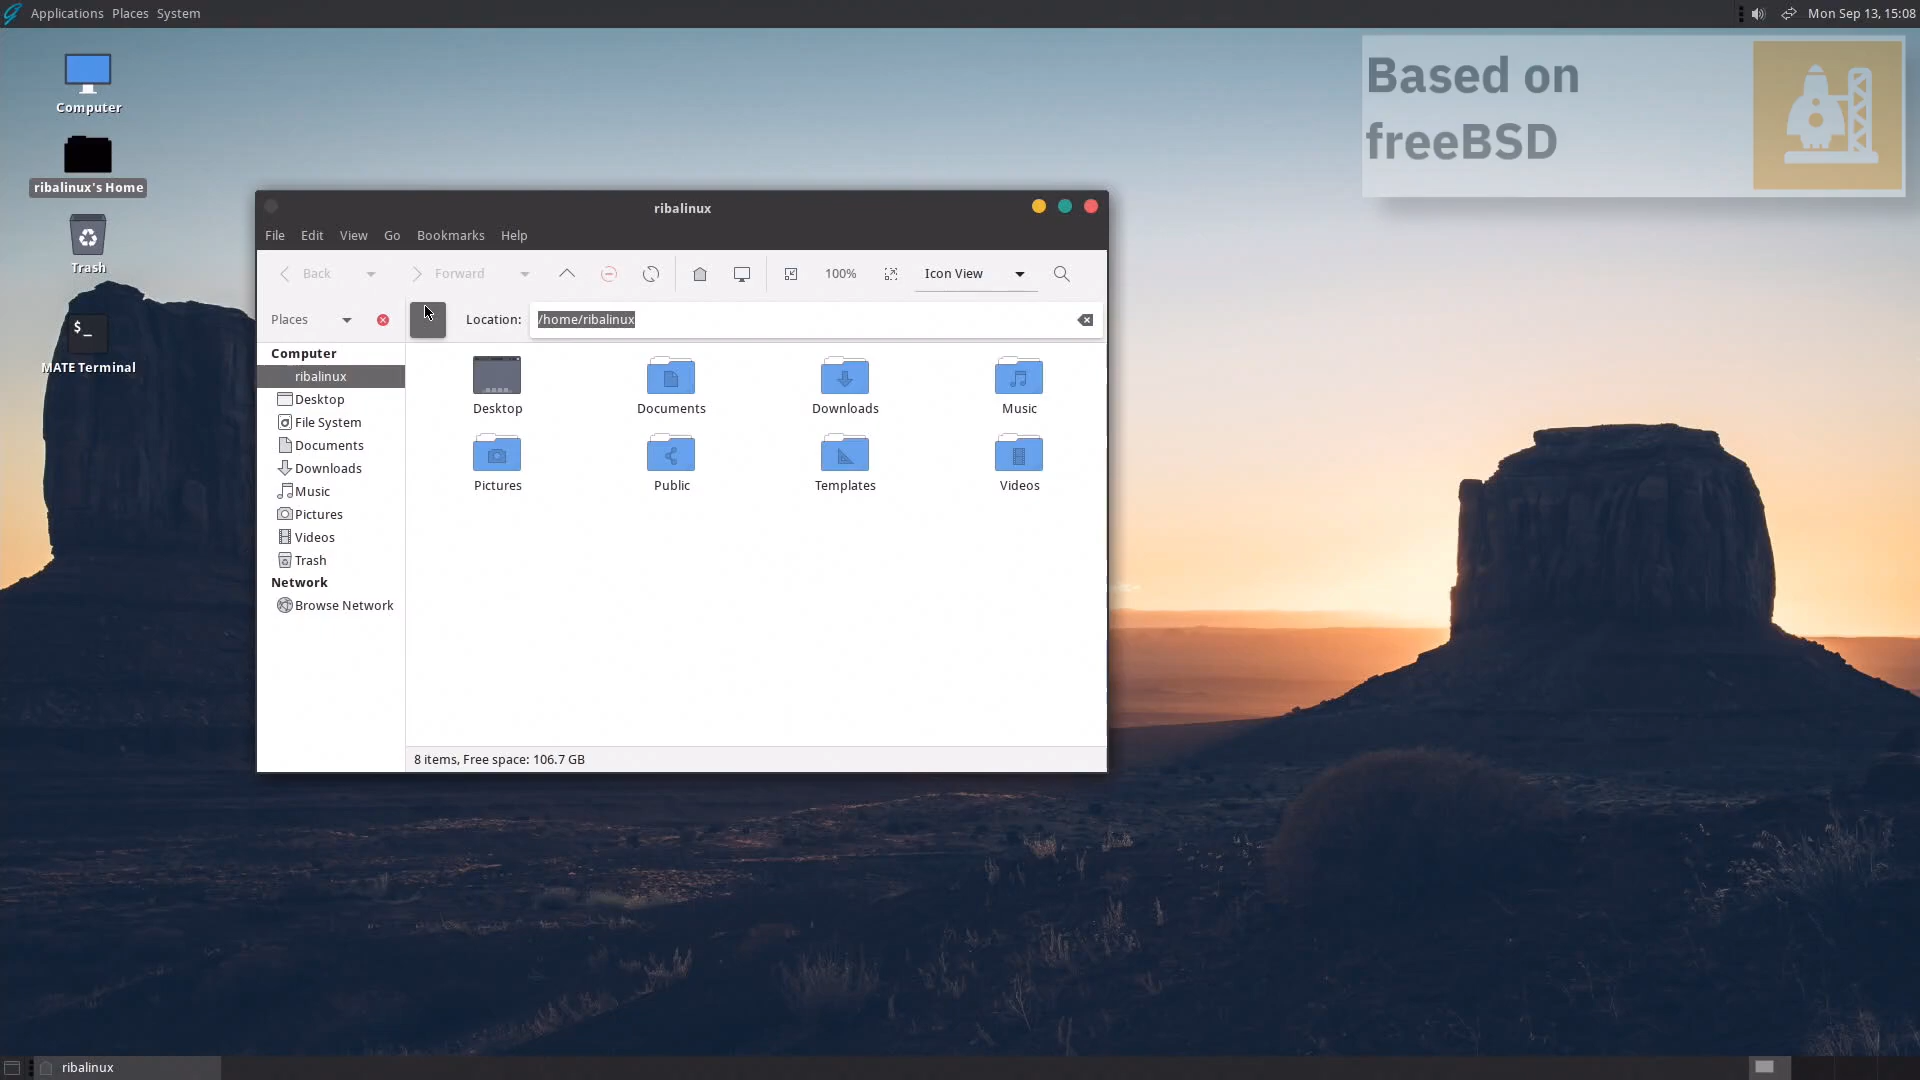 Applications Places System
Mon Sep 13, 15:08
Based on
freeBSD
Computer
ribalinux's Home
Trash
$_
MATE Terminal
ribalinux
File Edit View Go Bookmarks Help
Back Forward 100% Icon View
Places Location: /home/ribalinux
Computer
ribalinux
Desktop
File System
Documents
Downloads
Music
Pictures
Videos
Trash
Network
Browse Network
Desktop Documents Downloads Music
Pictures Public Templates Videos
8 items, Free space: 106.7 GB
ribalinux